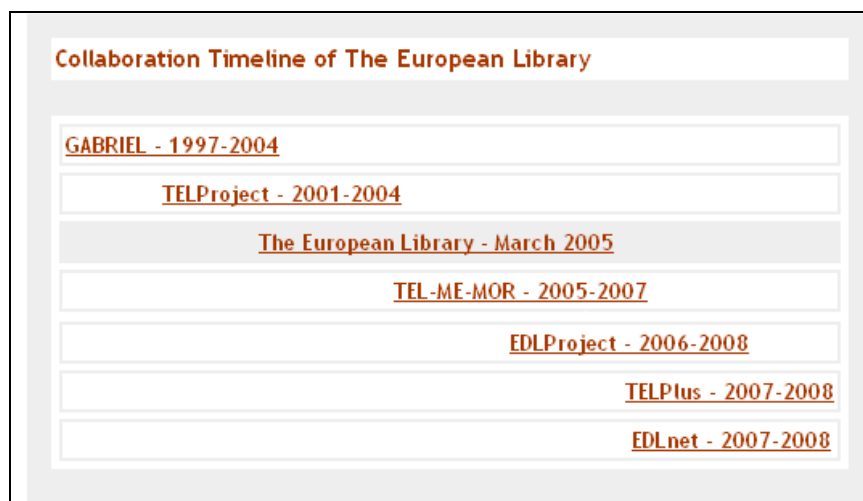 Collaboration Timeline of The European Library
GABRIEL - 1997-2004
TELProject - 2001-2004
The European Library - March 2005
TEL-ME-MOR - 2005-2007
EDLProject - 2006-2008
TELPlus - 2007-2008
EDLnet - 2007-2008